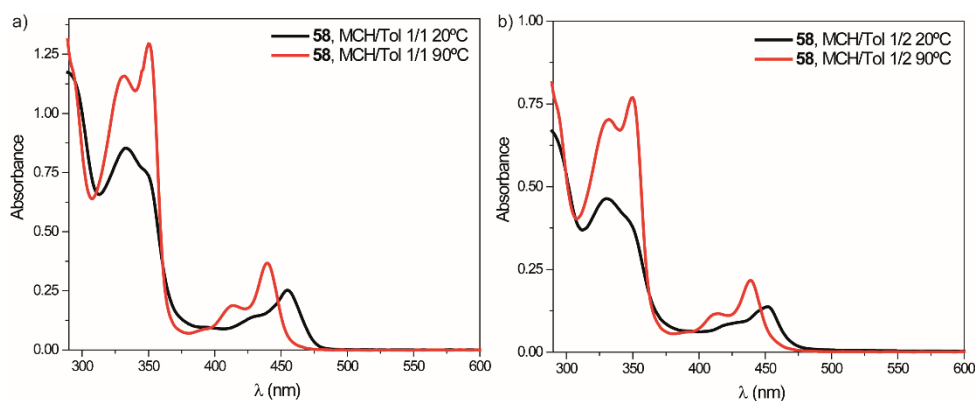 a)
58, MCH/Tol 1/1 20ºC
58, MCH/Tol 1/1 90ºC
Absorbance
1.25
1.00
0.75
0.50
0.25
0.00
300 350 400 450 500 550 600
λ (nm)
b)
58, MCH/Tol 1/2 20ºC
58, MCH/Tol 1/2 90ºC
Absorbance
1.00
0.75
0.50
0.25
0.00
300 350 400 450 500 550 600
λ (nm)